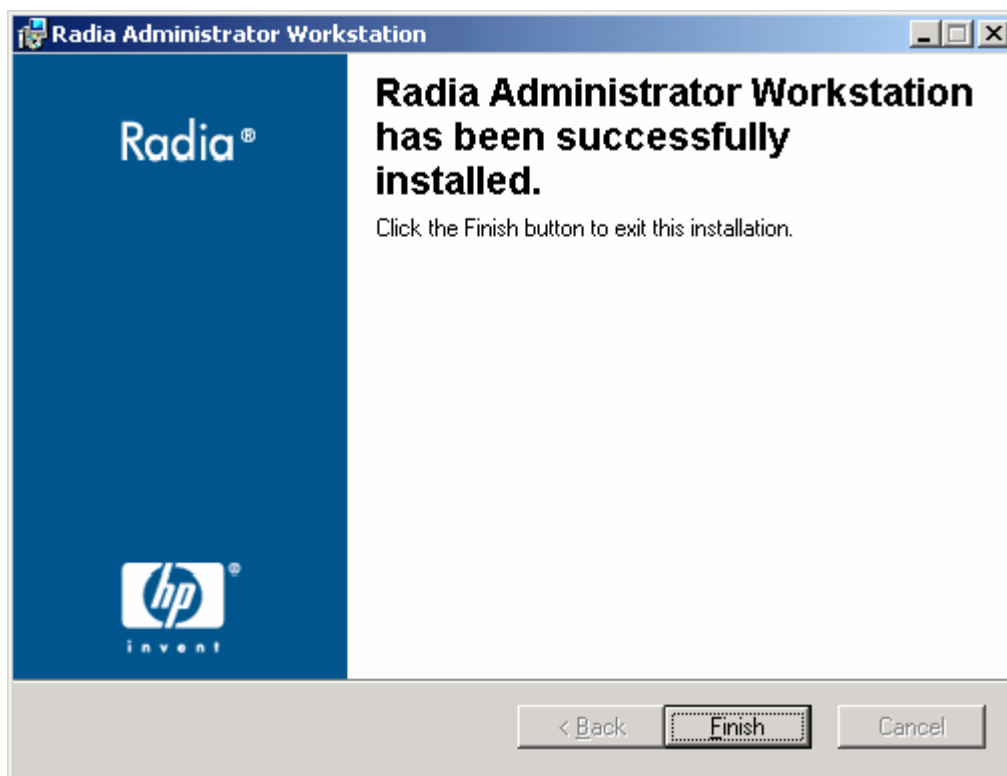 Radia Administrator Workstation
Radia®
Radia Administrator Workstation
has been successfully
installed.
Click the Finish button to exit this installation.
hp®
invent
< Back
Finish
Cancel